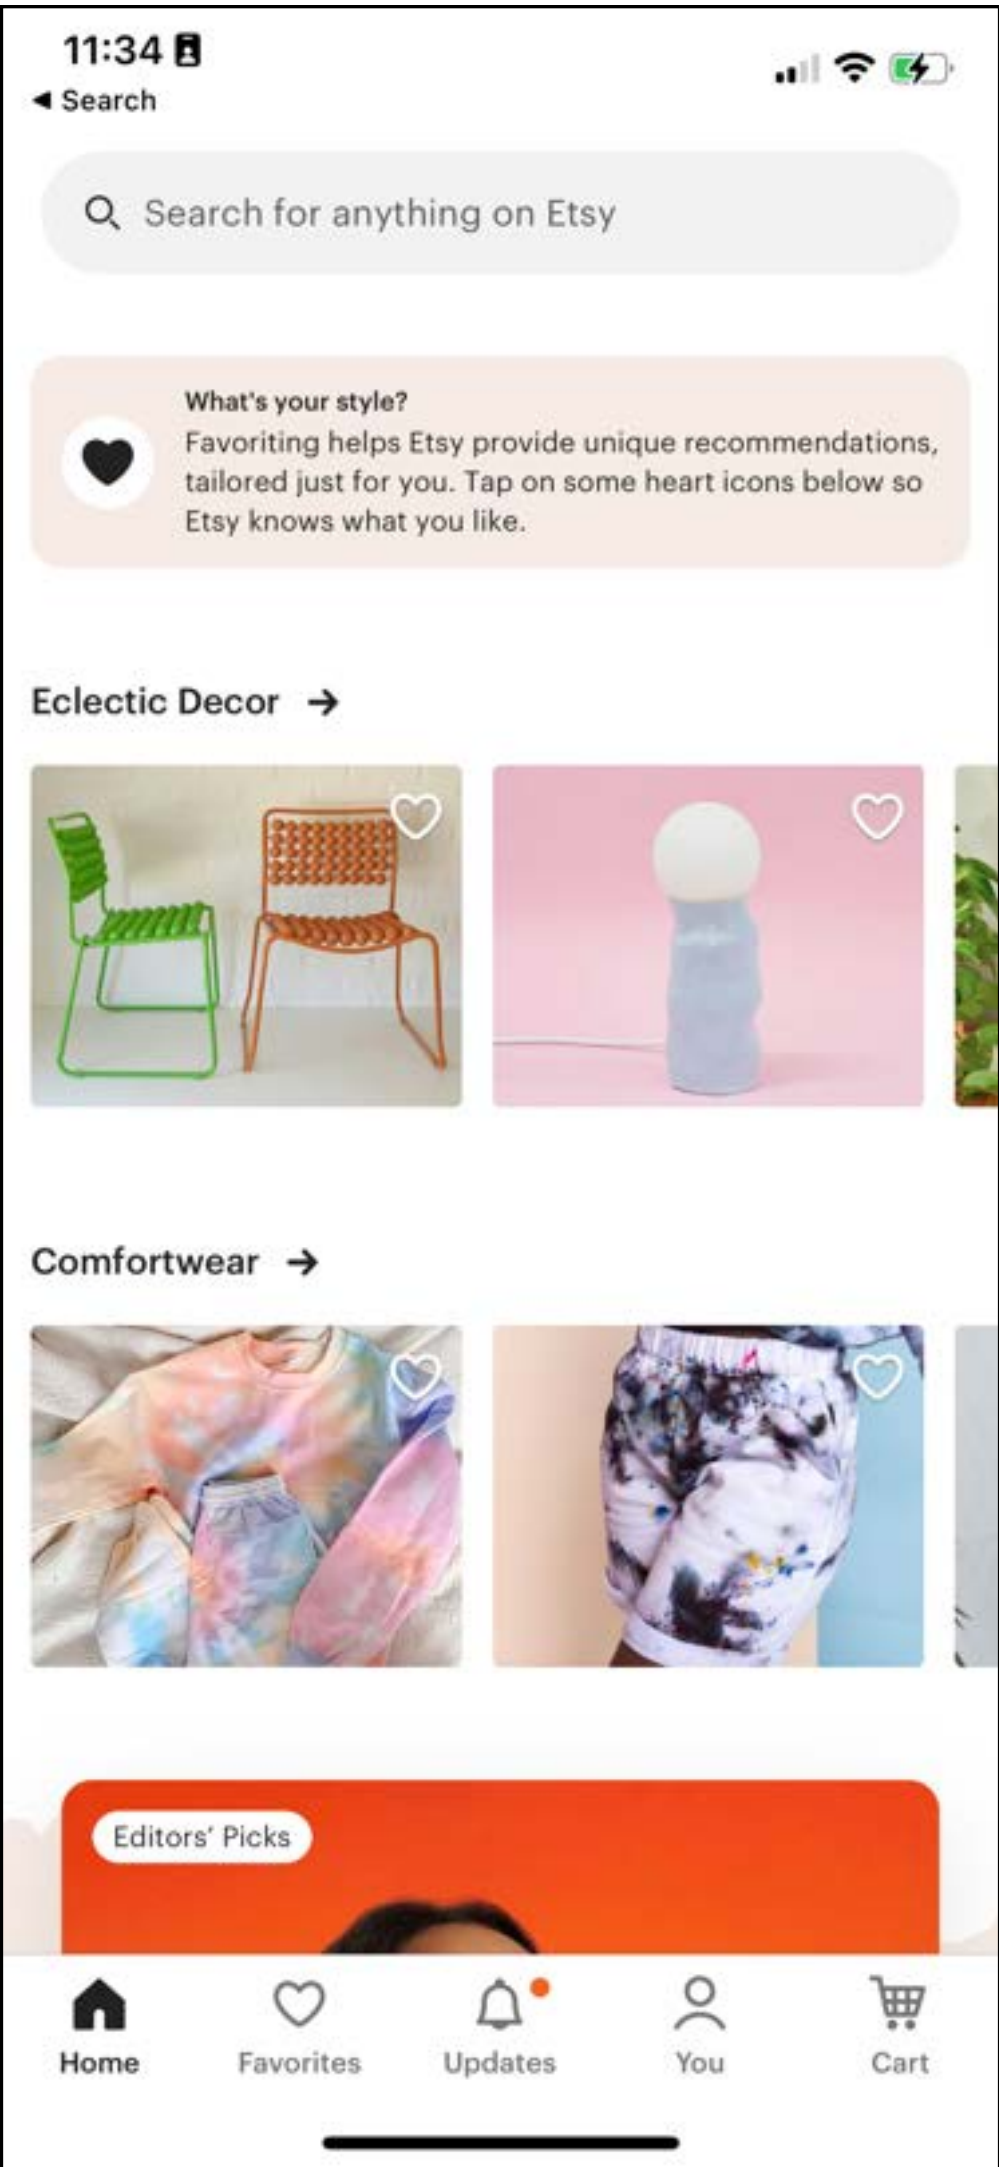 11:34
◀ Search
Search for anything on Etsy
What's your style?
Favoriting helps Etsy provide unique recommendations,
tailored just for you. Tap on some heart icons below so
Etsy knows what you like.
Eclectic Decor →
Comfortwear →
Editors' Picks
Home
Favorites
Updates
You
Cart